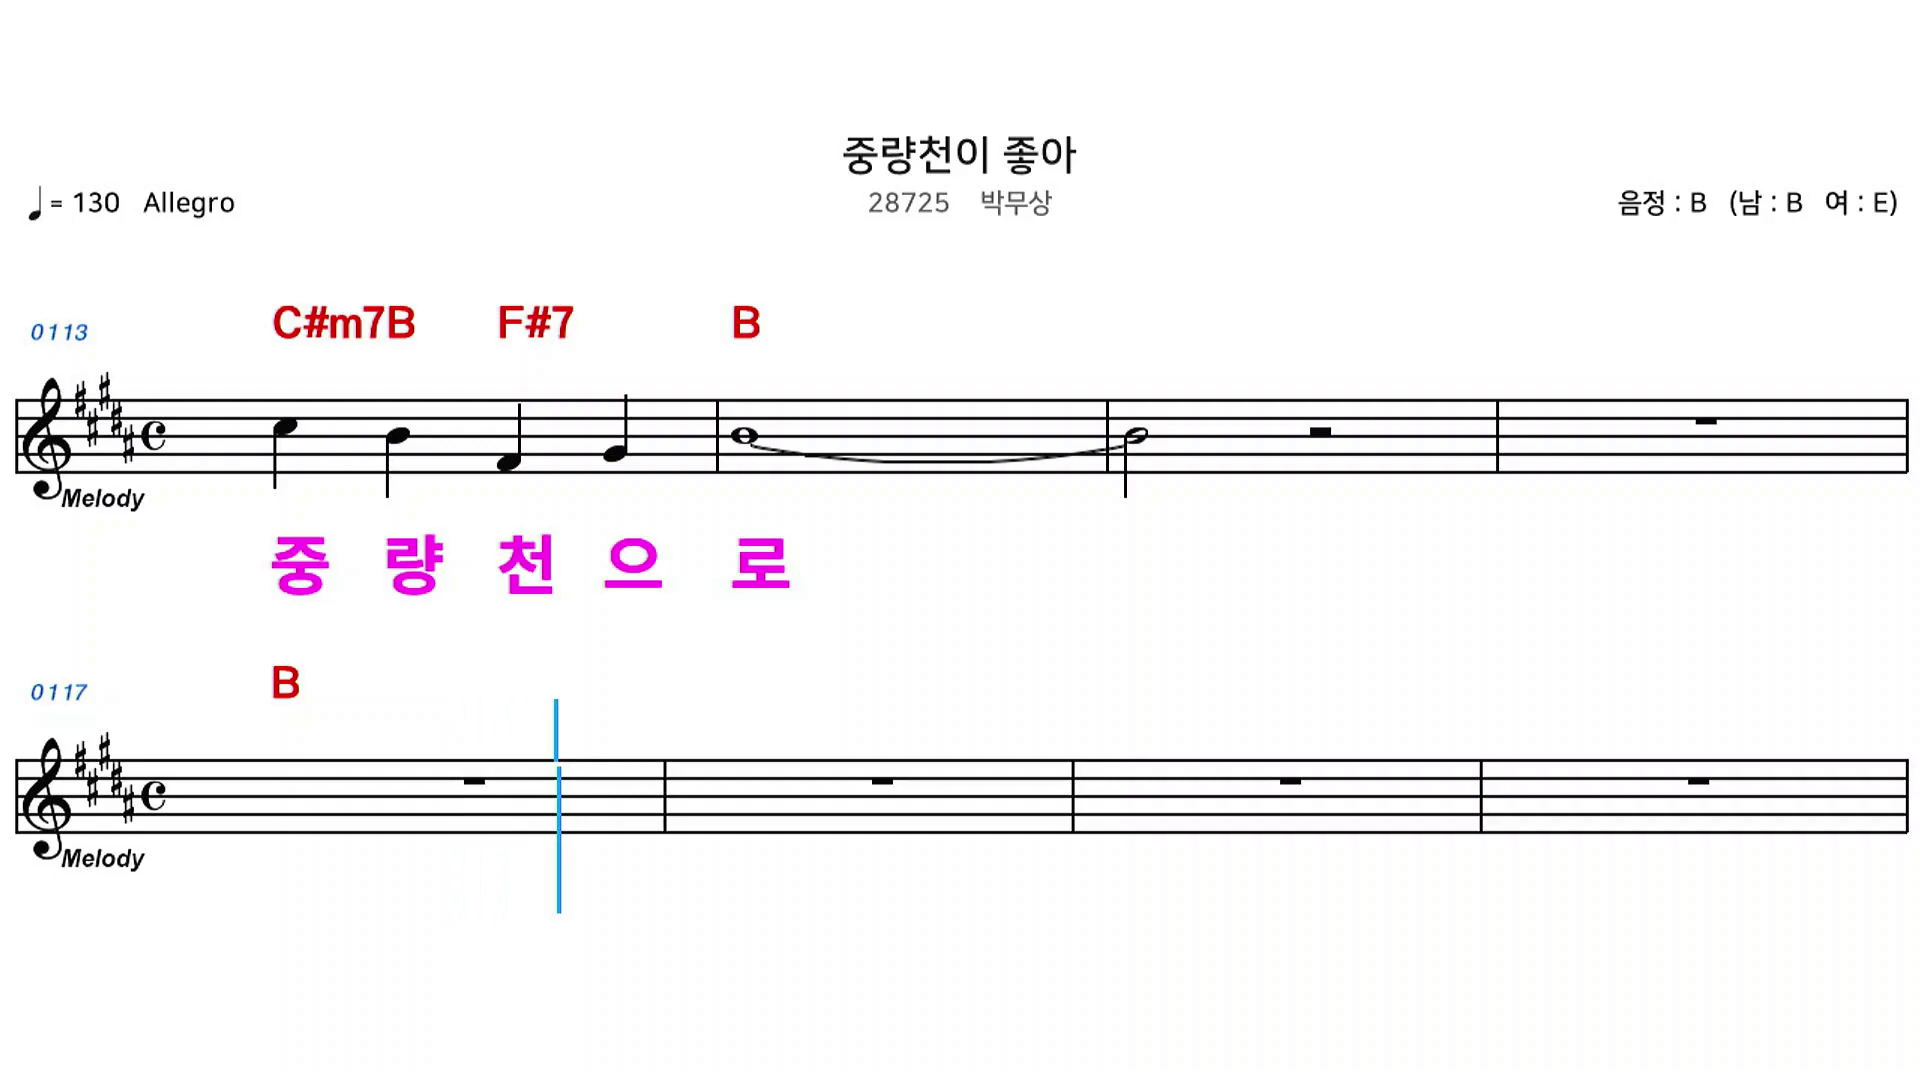 중량천이 좋아
♩= 130 Allegro 28725 박무상 음정 : B (남 : B 여 : E)
0113 C#m7B F#7 B
Melody
중 량 천 으 로
0117 B
Melody